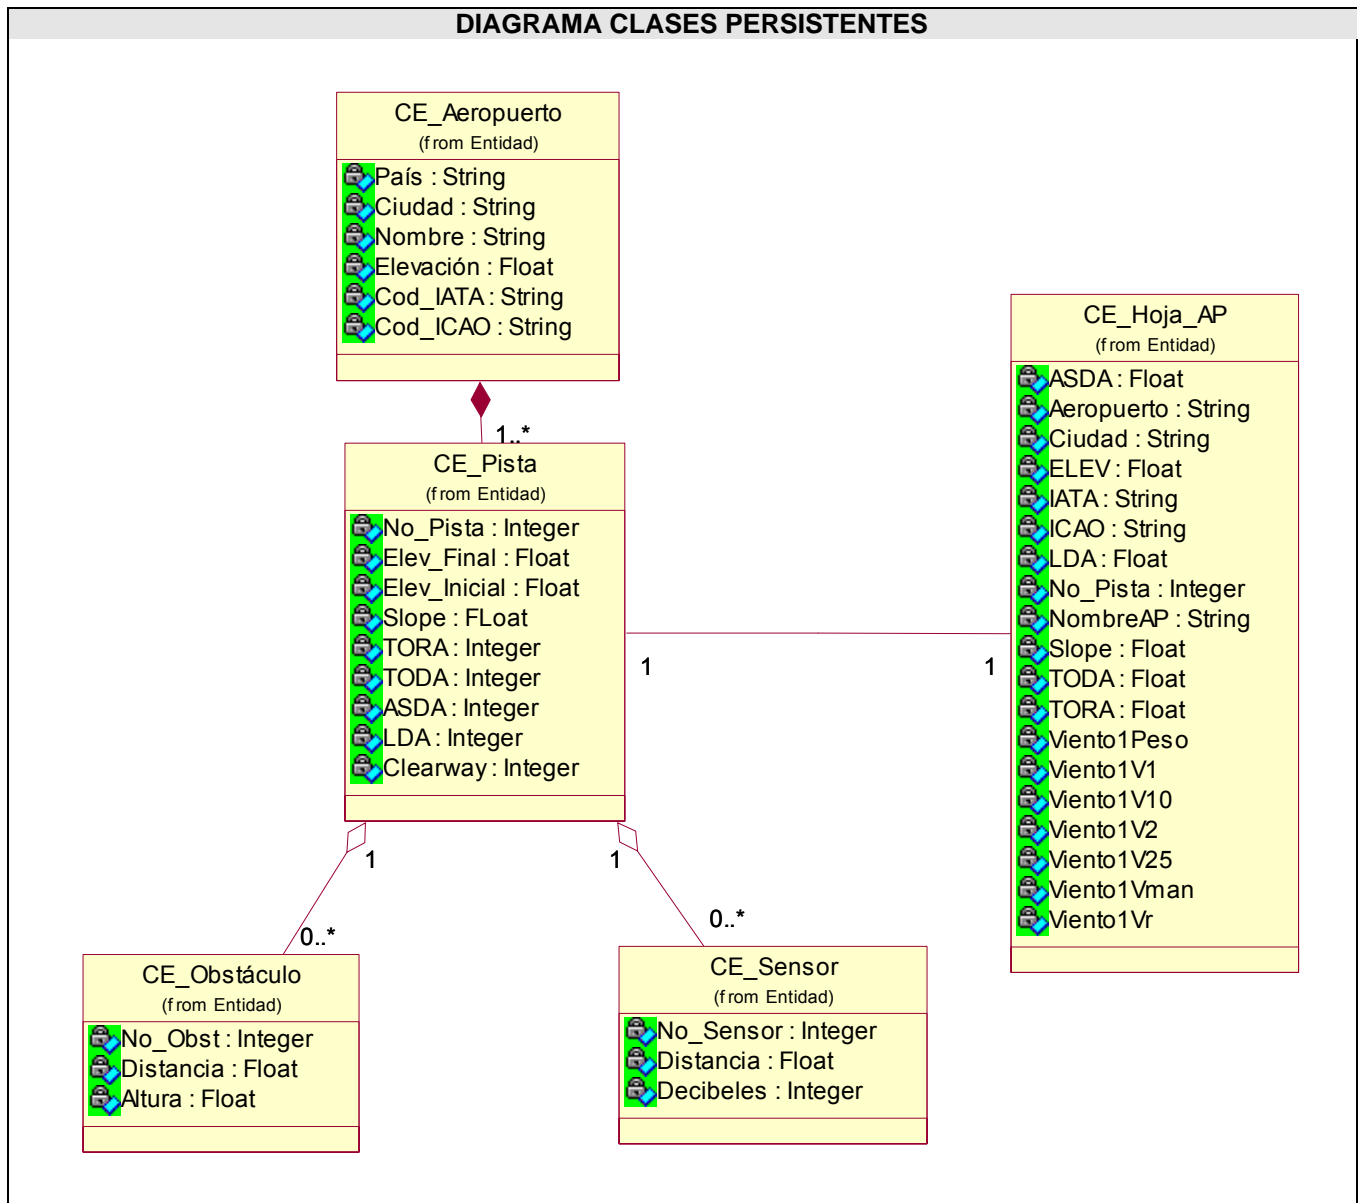 DIAGRAMA CLASES PERSISTENTES
CE_Aeropuerto
(from Entidad)
País : String
Ciudad : String
Nombre : String
Elevación : Float
Cod_IATA : String
Cod_ICAO : String
1..*
CE_Pista
(from Entidad)
No_Pista : Integer
Elev_Final : Float
Elev_Inicial : Float
Slope : FLoat
TORA : Integer
TODA : Integer
ASDA : Integer
LDA : Integer
Clearway : Integer
1
1
CE_Hoja_AP
(from Entidad)
ASDA : Float
Aeropuerto : String
Ciudad : String
ELEV : Float
IATA : String
ICAO : String
LDA : Float
No_Pista : Integer
NombreAP : String
Slope : Float
TODA : Float
TORA : Float
Viento1Peso
Viento1V1
Viento1V10
Viento1V2
Viento1V25
Viento1Vman
Viento1Vr
1
0..*
CE_Obstáculo
(from Entidad)
No_Obst : Integer
Distancia : Float
Altura : Float
1
0..*
CE_Sensor
(from Entidad)
No_Sensor : Integer
Distancia : Float
Decibeles : Integer